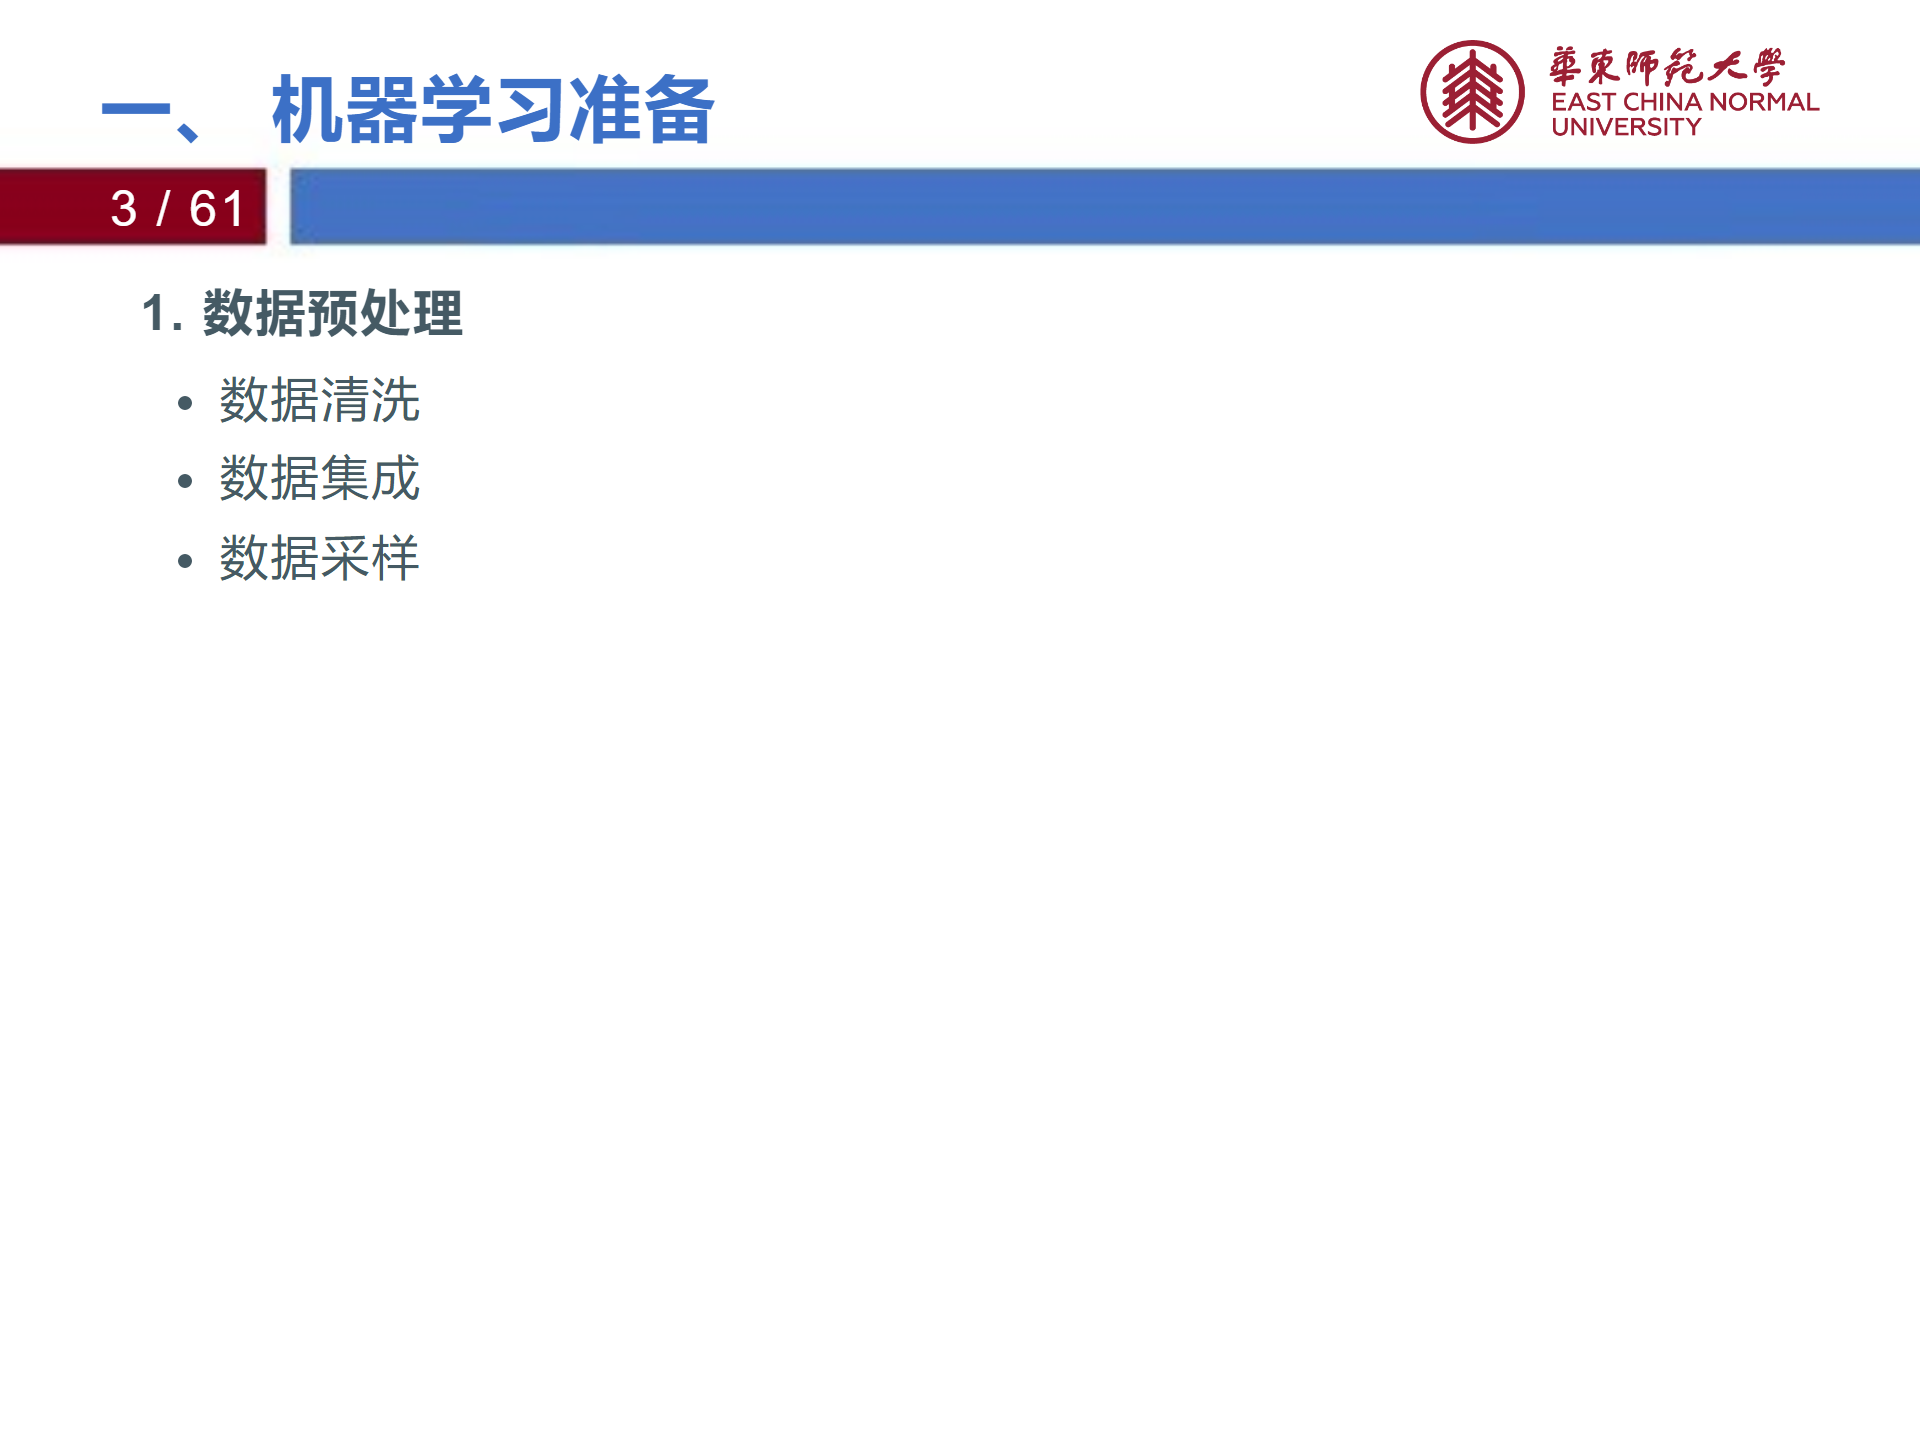 一、 机器学习准备
華東師範大學
EAST CHINA NORMAL
UNIVERSITY
3 / 61
1. 数据预处理
• 数据清洗
• 数据集成
• 数据采样